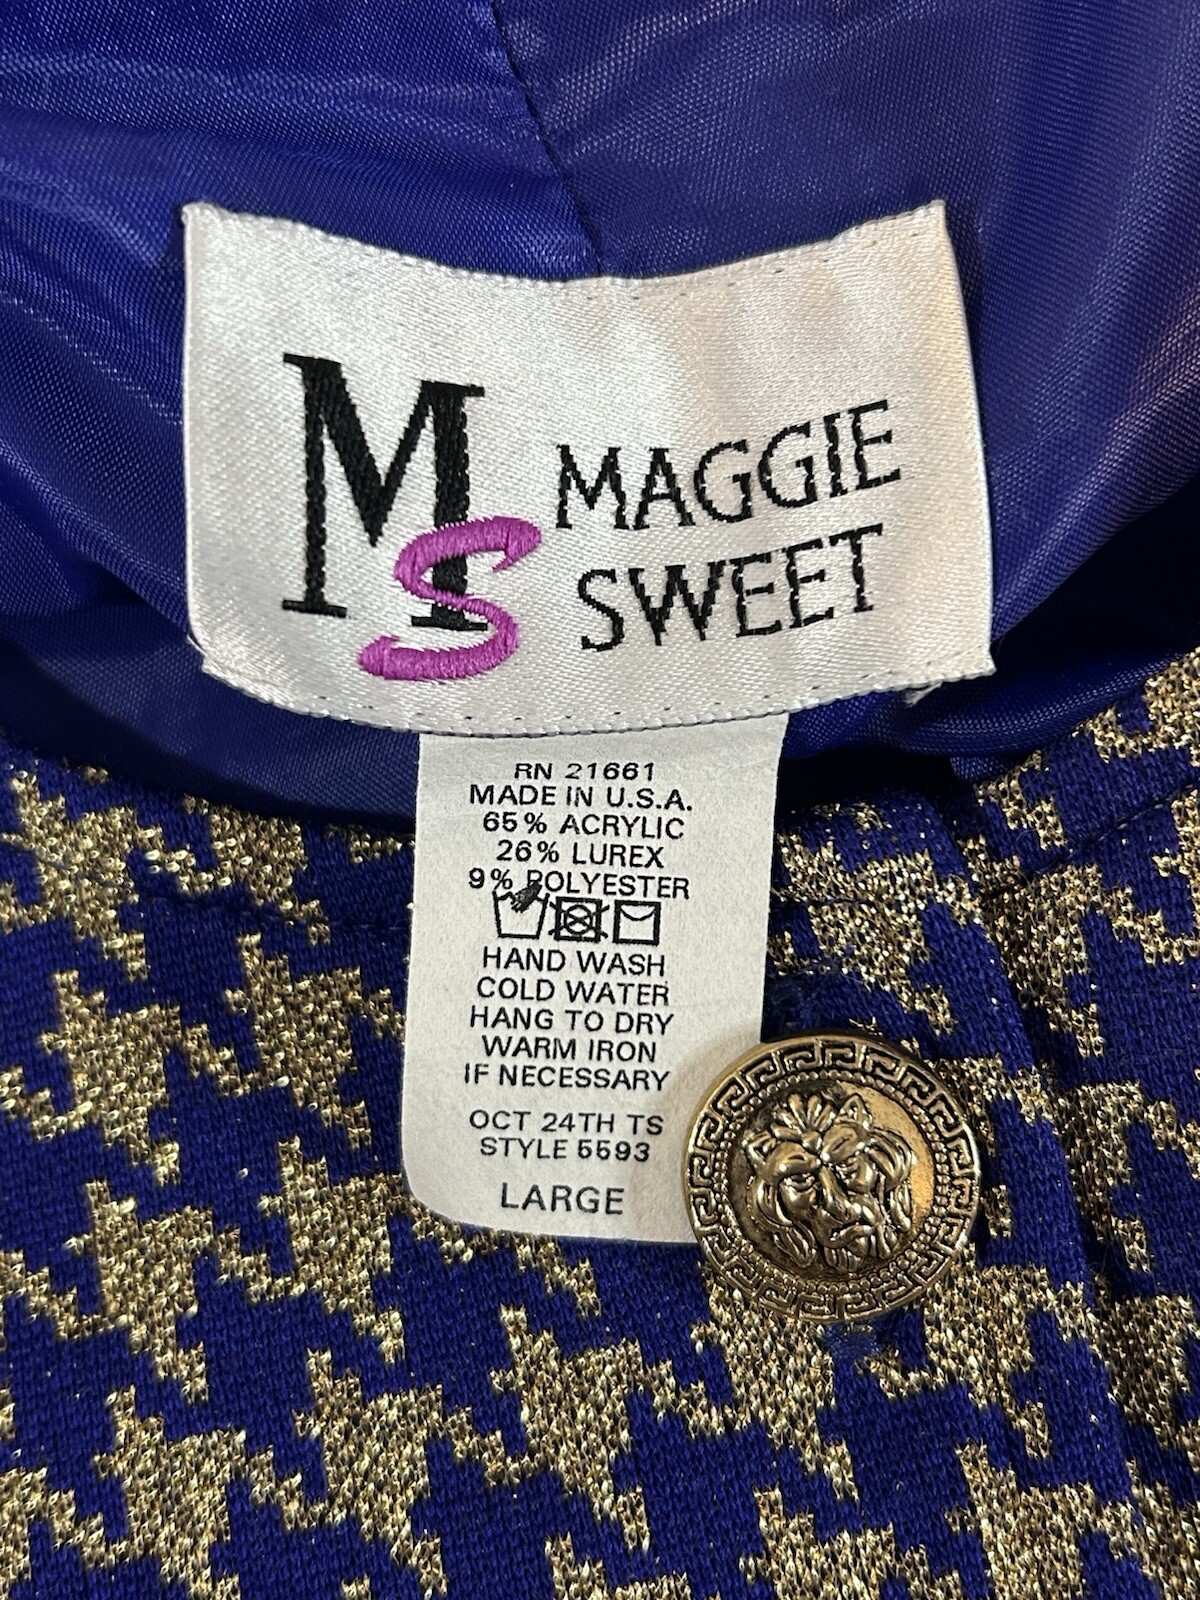 MS
MAGGIE
SWEET
RN 21661
MADE IN U.S.A.
65% ACRYLIC
26% LUREX
9% POLYESTER
HAND WASH
COLD WATER
HANG TO DRY
WARM IRON
IF NECESSARY
OCT 24TH TS
STYLE 5593
LARGE